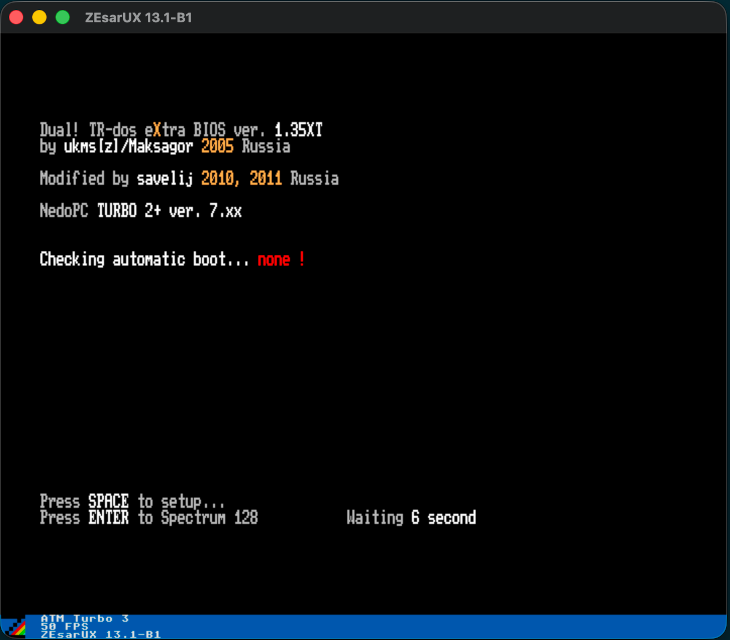 ZEsarUX 13.1-B1
Dual! TR-dos eXtra BIOS ver. 1.35XT
by ukms[z]/Maksagor 2005 Russia
Modified by savelij 2010, 2011 Russia
NedoPC TURBO 2+ ver. 7.xx
Checking automatic boot... none !
Press SPACE to setup...
Press ENTER to Spectrum 128 Waiting 6 second
ATM Turbo 3
50 FPS
ZEsarUX 13.1-B1